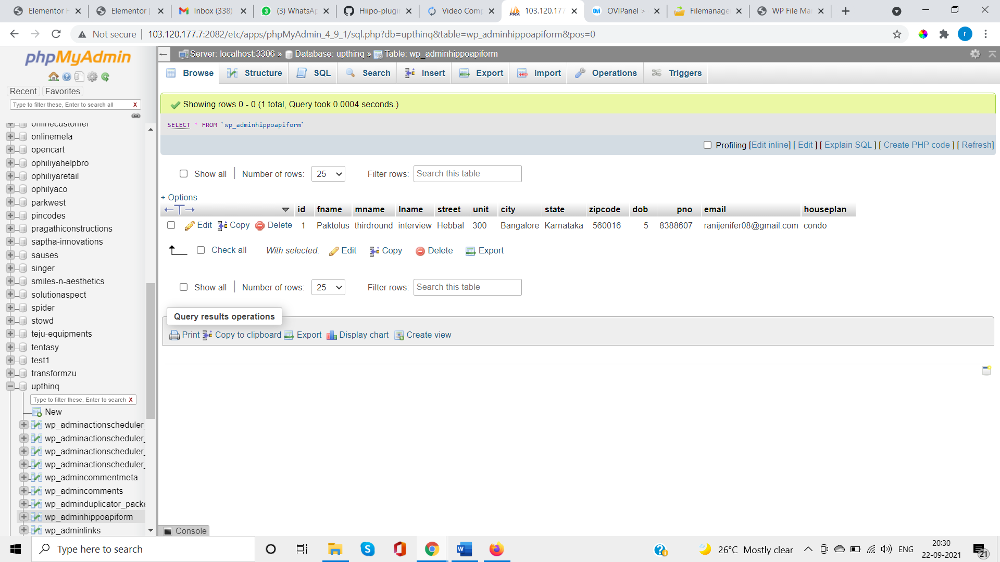 Elementor H
Elementor |
Inbox (338)
(3) WhatsAp
Hiipo-plugi
Video Comp
103.120.177
OVIPanel >
Filemanage
WP File Ma
Not secure
103.120.177.7:2082/etc/apps/phpMyAdmin_4_9_1/sql.php?db=upthinq&table=wp_adminhippoapiform&pos=0
r
phpMyAdmin
Recent Favorites
Type to filter these, Enter to search all X
onlinecustomer
onlinemela
opencart
ophiliyahelpbro
ophiliyaretail
ophilyaco
parkwest
pincodes
pragathiconstructions
saptha-innovations
sauses
singer
smiles-n-aesthetics
solutionaspect
spider
stowd
teju-equipments
tentasy
test1
transformzu
upthinq
Type to filter these, Enter to search X
New
wp_adminactionscheduler_
wp_adminactionscheduler_
wp_adminactionscheduler_
wp_adminactionscheduler_
wp_admincommentmeta
wp_admincomments
wp_adminduplicator_packa
wp_adminhippoapiform
wp_adminlinks
Server: localhost:3306 » Database: upthinq » Table: wp_adminhippoapiform
Browse Structure SQL Search Insert Export import Operations Triggers
Showing rows 0 - 0 (1 total, Query took 0.0004 seconds.)
SELECT * FROM `wp_adminhippoapiform`
Profiling [Edit inline] [ Edit ] [ Explain SQL ] [ Create PHP code ] [ Refresh]
Show all | Number of rows: 25 Filter rows: Search this table
+ Options
←T→ id fname mname lname street unit city state zipcode dob pno email houseplan
Edit Copy Delete 1 Paktolus thirdround interview Hebbal 300 Bangalore Karnataka 560016 5 8388607 ranijenifer08@gmail.com condo
Check all With selected: Edit Copy Delete Export
Show all | Number of rows: 25 Filter rows: Search this table
Query results operations
Print Copy to clipboard Export Display chart Create view
Console
Type here to search
26°C Mostly clear
ENG
20:30
22-09-2021
21